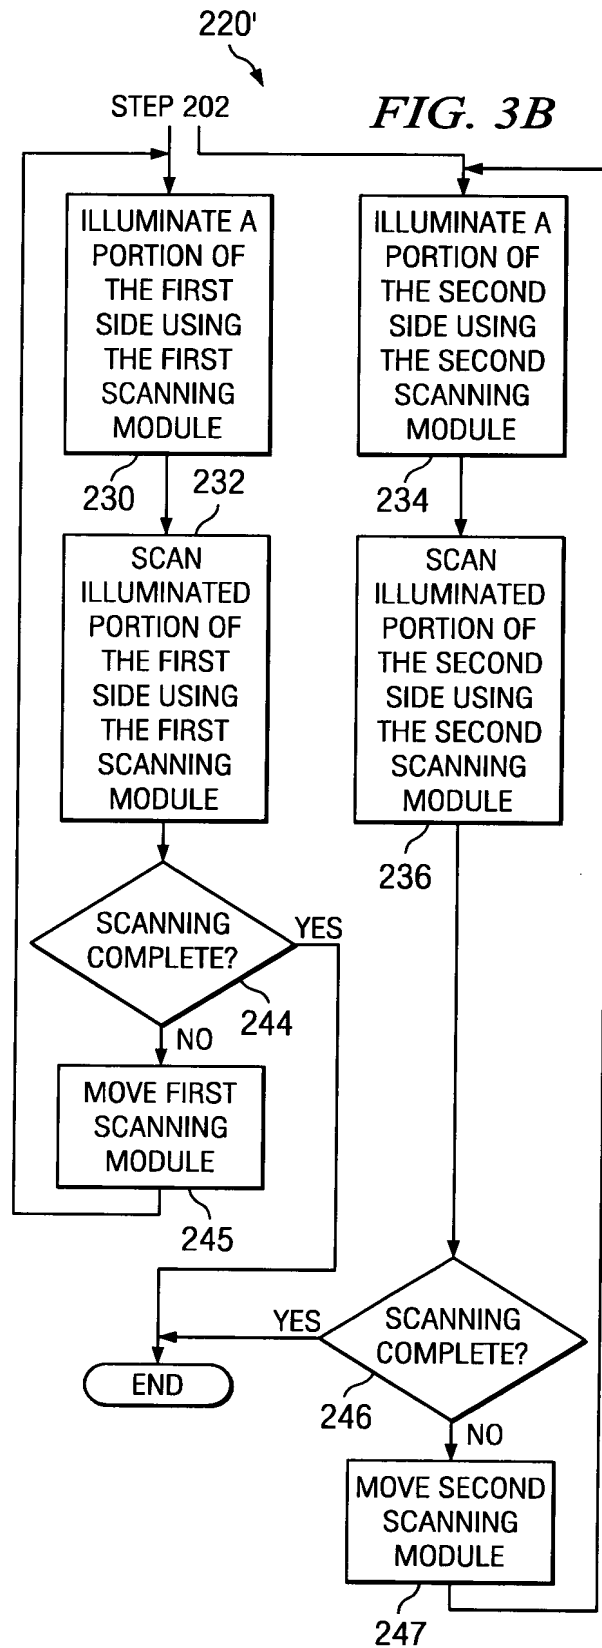 220'
STEP 202
FIG. 3B
ILLUMINATE A
PORTION OF
THE FIRST
SIDE USING
THE FIRST
SCANNING
MODULE
230
232
SCAN
ILLUMINATED
PORTION OF
THE FIRST
SIDE USING
THE FIRST
SCANNING
MODULE
SCANNING
COMPLETE?
YES
244
NO
MOVE FIRST
SCANNING
MODULE
245
ILLUMINATE A
PORTION OF
THE SECOND
SIDE USING
THE SECOND
SCANNING
MODULE
234
SCAN
ILLUMINATED
PORTION OF
THE SECOND
SIDE USING
THE SECOND
SCANNING
MODULE
236
SCANNING
COMPLETE?
YES
246
NO
MOVE SECOND
SCANNING
MODULE
247
END